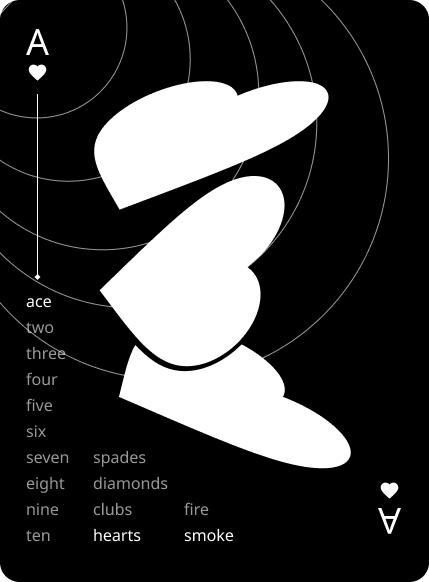 A
ace
two
three
four
five
six
seven spades
eight diamonds
nine clubs fire
ten hearts smoke
A